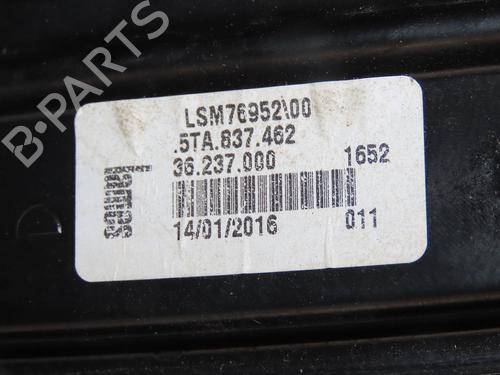 B-PARTS
LSM76952\00
.5TA.837.462
36.237.000 1652
14/01/2016 011